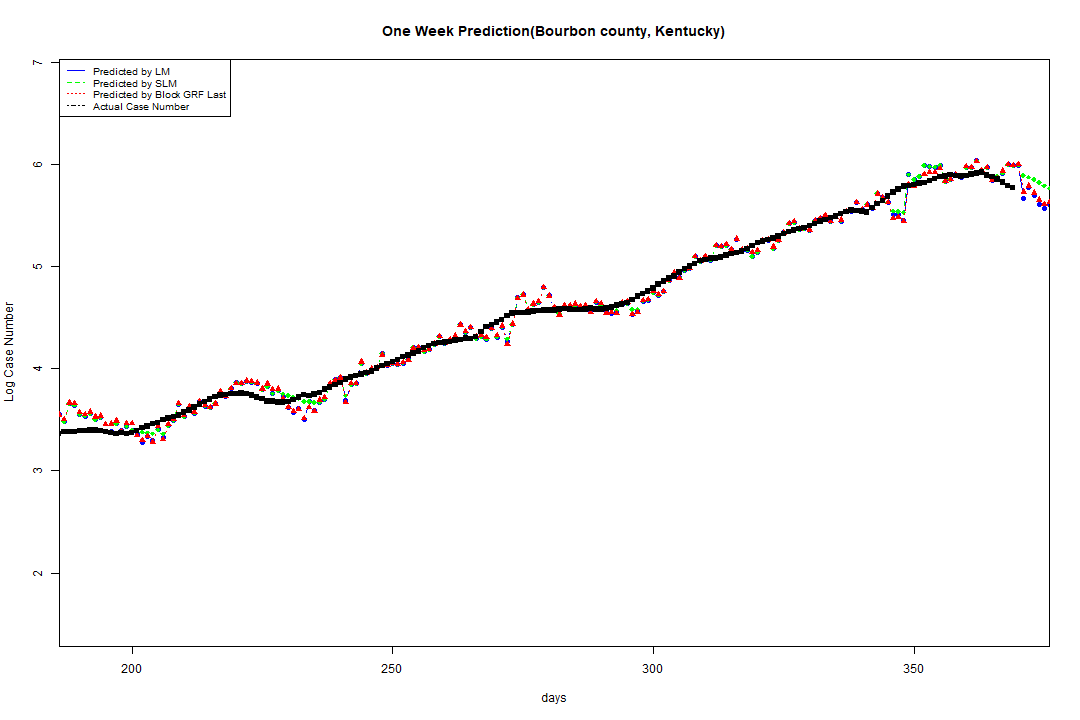 One Week Prediction(Bourbon county, Kentucky)
Predicted by LM
Predicted by SLM
Predicted by Block GRF Last
Actual Case Number
7
6
5
4
3
2
Log Case Number
200 250 300 350
days